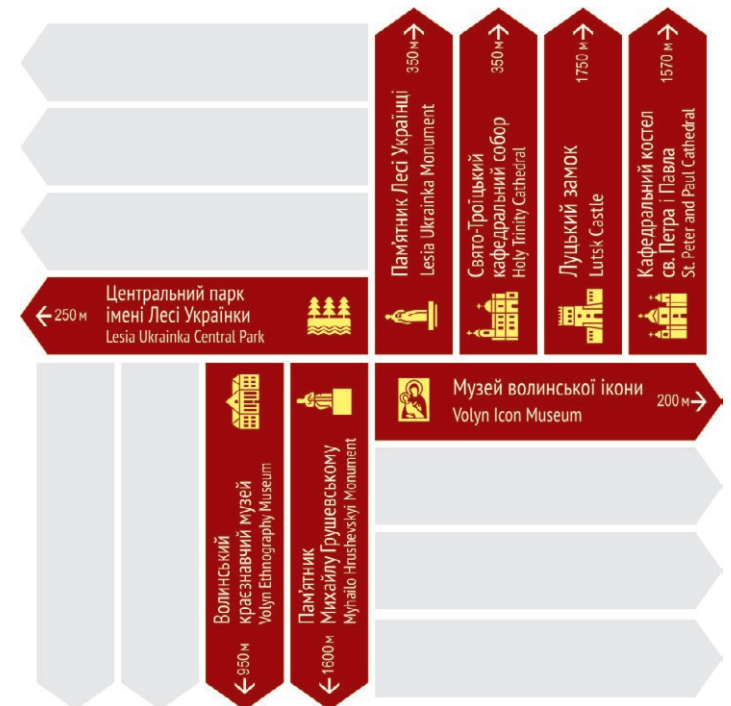 350 м
Пам'ятник Лесі Українці
Lesia Ukrainka Monument
350 м
Свято-Троїцький
кафедральний собор
Holy Trinity Cathedral
1750 м
Луцький замок
Lutsk Castle
1570 м
Кафедральний костел
св. Петра і Павла
St. Peter and Paul Cathedral
250 м
Центральний парк
імені Лесі Українки
Lesia Ukrainka Central Park
Музей волинської ікони
Volyn Icon Museum
200 м
Волинський
краєзнавчий музей
Volyn Ethnography Museum
950 м
Пам'ятник
Михайлу Грушевському
Myhailo Hrushevskyi Monument
1600 м